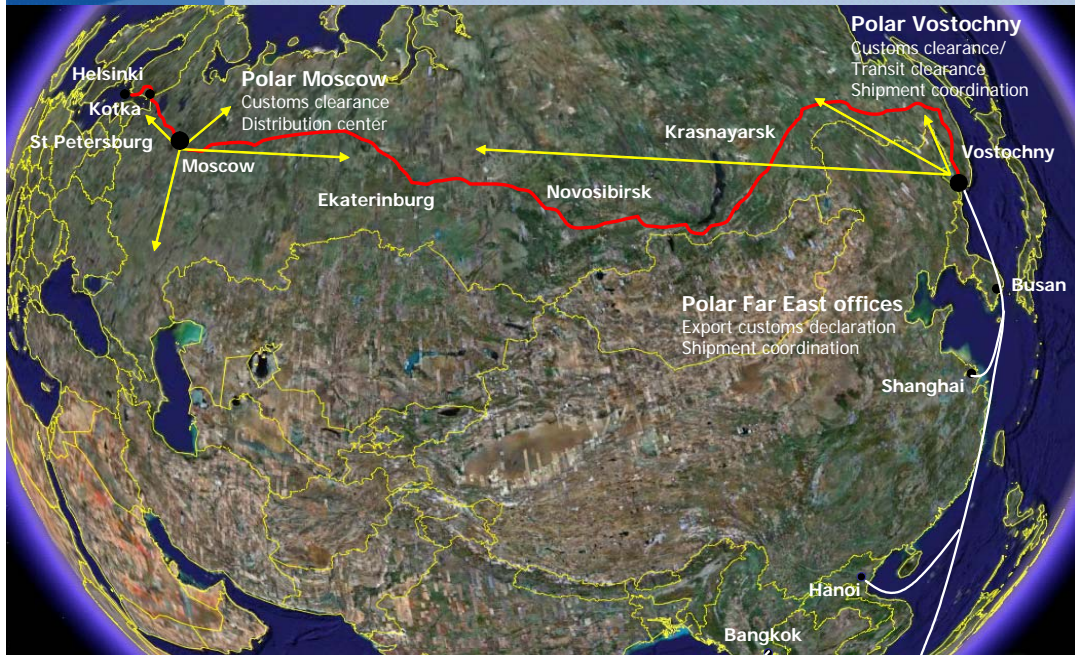 Polar Vostochny
Customs clearance/
Transit clearance
Shipment coordination
Helsinki
Polar Moscow
Customs clearance
Distribution center
Kotka
St Petersburg
Moscow
Krasnayarsk
Vostochny
Ekaterinburg
Novosibirsk
Busan
Polar Far East offices
Export customs declaration
Shipment coordination
Shanghai
Hanoi
Bangkok